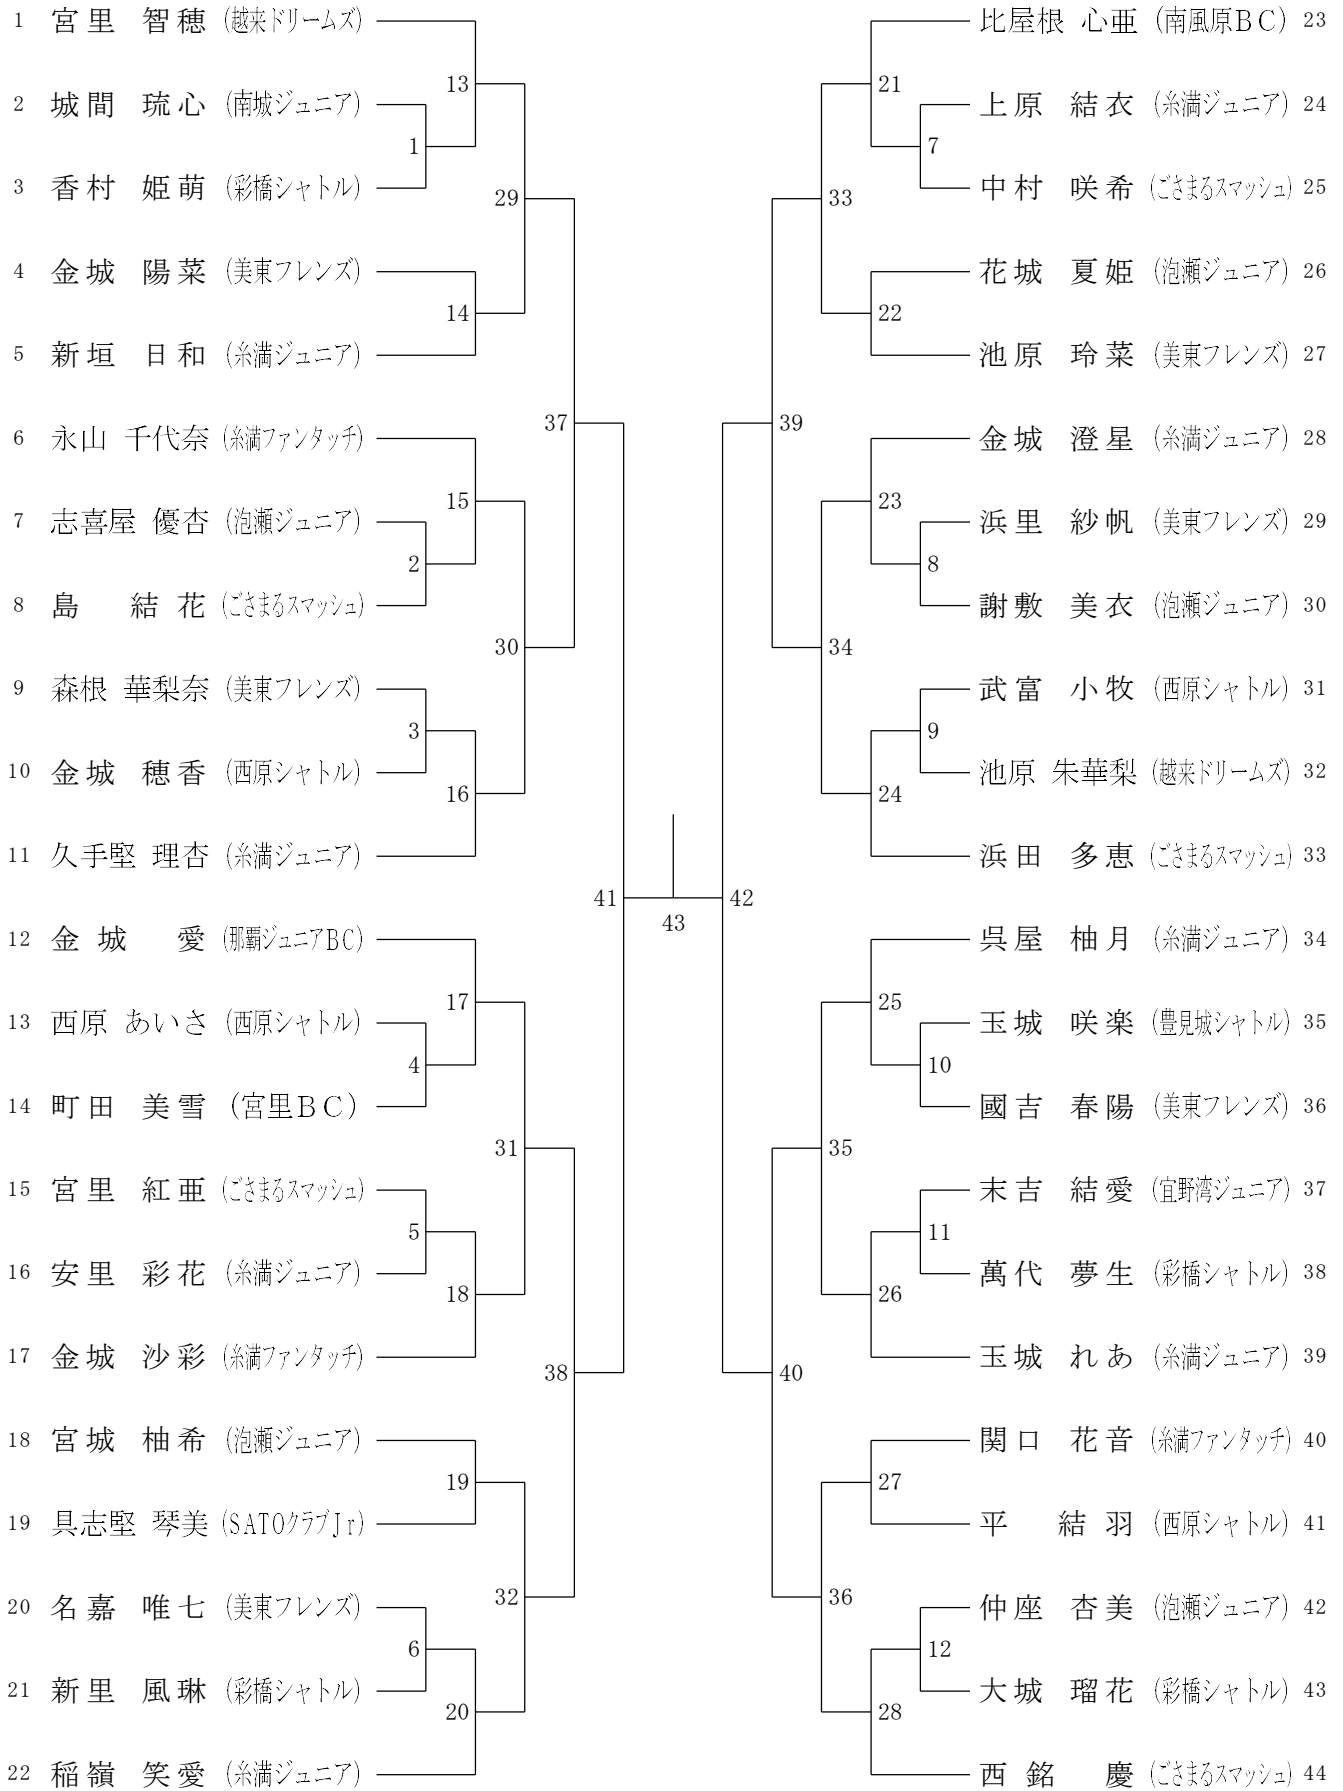 1 宮里 智穂 (越来ドリームズ)
13
2 城間 琉心 (南城ジュニア)
1
3 香村 姫萌 (彩橋シャトル)
29
4 金城 陽菜 (美東フレンズ)
14
5 新垣 日和 (糸満ジュニア)
37
6 永山 千代奈 (糸満ファンタッチ)
15
7 志喜屋 優杏 (泡瀬ジュニア)
2
8 島 結花 (ごさまるスマッシュ)
30
9 森根 華梨奈 (美東フレンズ)
3
10 金城 穂香 (西原シャトル)
16
11 久手堅 理杏 (糸満ジュニア)
41
12 金城 愛 (那覇ジュニアBC)
17
13 西原 あいさ (西原シャトル)
4
14 町田 美雪 (宮里BC)
31
15 宮里 紅亜 (ごさまるスマッシュ)
5
16 安里 彩花 (糸満ジュニア)
18
17 金城 沙彩 (糸満ファンタッチ)
38
18 宮城 柚希 (泡瀬ジュニア)
19
19 具志堅 琴美 (SATOクラブJr)
32
20 名嘉 唯七 (美東フレンズ)
6
21 新里 風琳 (彩橋シャトル)
20
22 稲嶺 笑愛 (糸満ジュニア)
43
比屋根 心亜 (南風原BC) 23
21
上原 結衣 (糸満ジュニア) 24
7
中村 咲希 (ごさまるスマッシュ) 25
33
花城 夏姫 (泡瀬ジュニア) 26
22
池原 玲菜 (美東フレンズ) 27
39
金城 澄星 (糸満ジュニア) 28
23
浜里 紗帆 (美東フレンズ) 29
8
謝敷 美衣 (泡瀬ジュニア) 30
34
武富 小牧 (西原シャトル) 31
9
池原 朱華梨 (越来ドリームズ) 32
24
浜田 多恵 (ごさまるスマッシュ) 33
42
呉屋 柚月 (糸満ジュニア) 34
25
玉城 咲楽 (豊見城シャトル) 35
10
國吉 春陽 (美東フレンズ) 36
35
末吉 結愛 (宜野湾ジュニア) 37
11
萬代 夢生 (彩橋シャトル) 38
26
玉城 れあ (糸満ジュニア) 39
40
関口 花音 (糸満ファンタッチ) 40
27
平 結羽 (西原シャトル) 41
36
仲座 杏美 (泡瀬ジュニア) 42
12
大城 瑠花 (彩橋シャトル) 43
28
西銘 慶 (ごさまるスマッシュ) 44